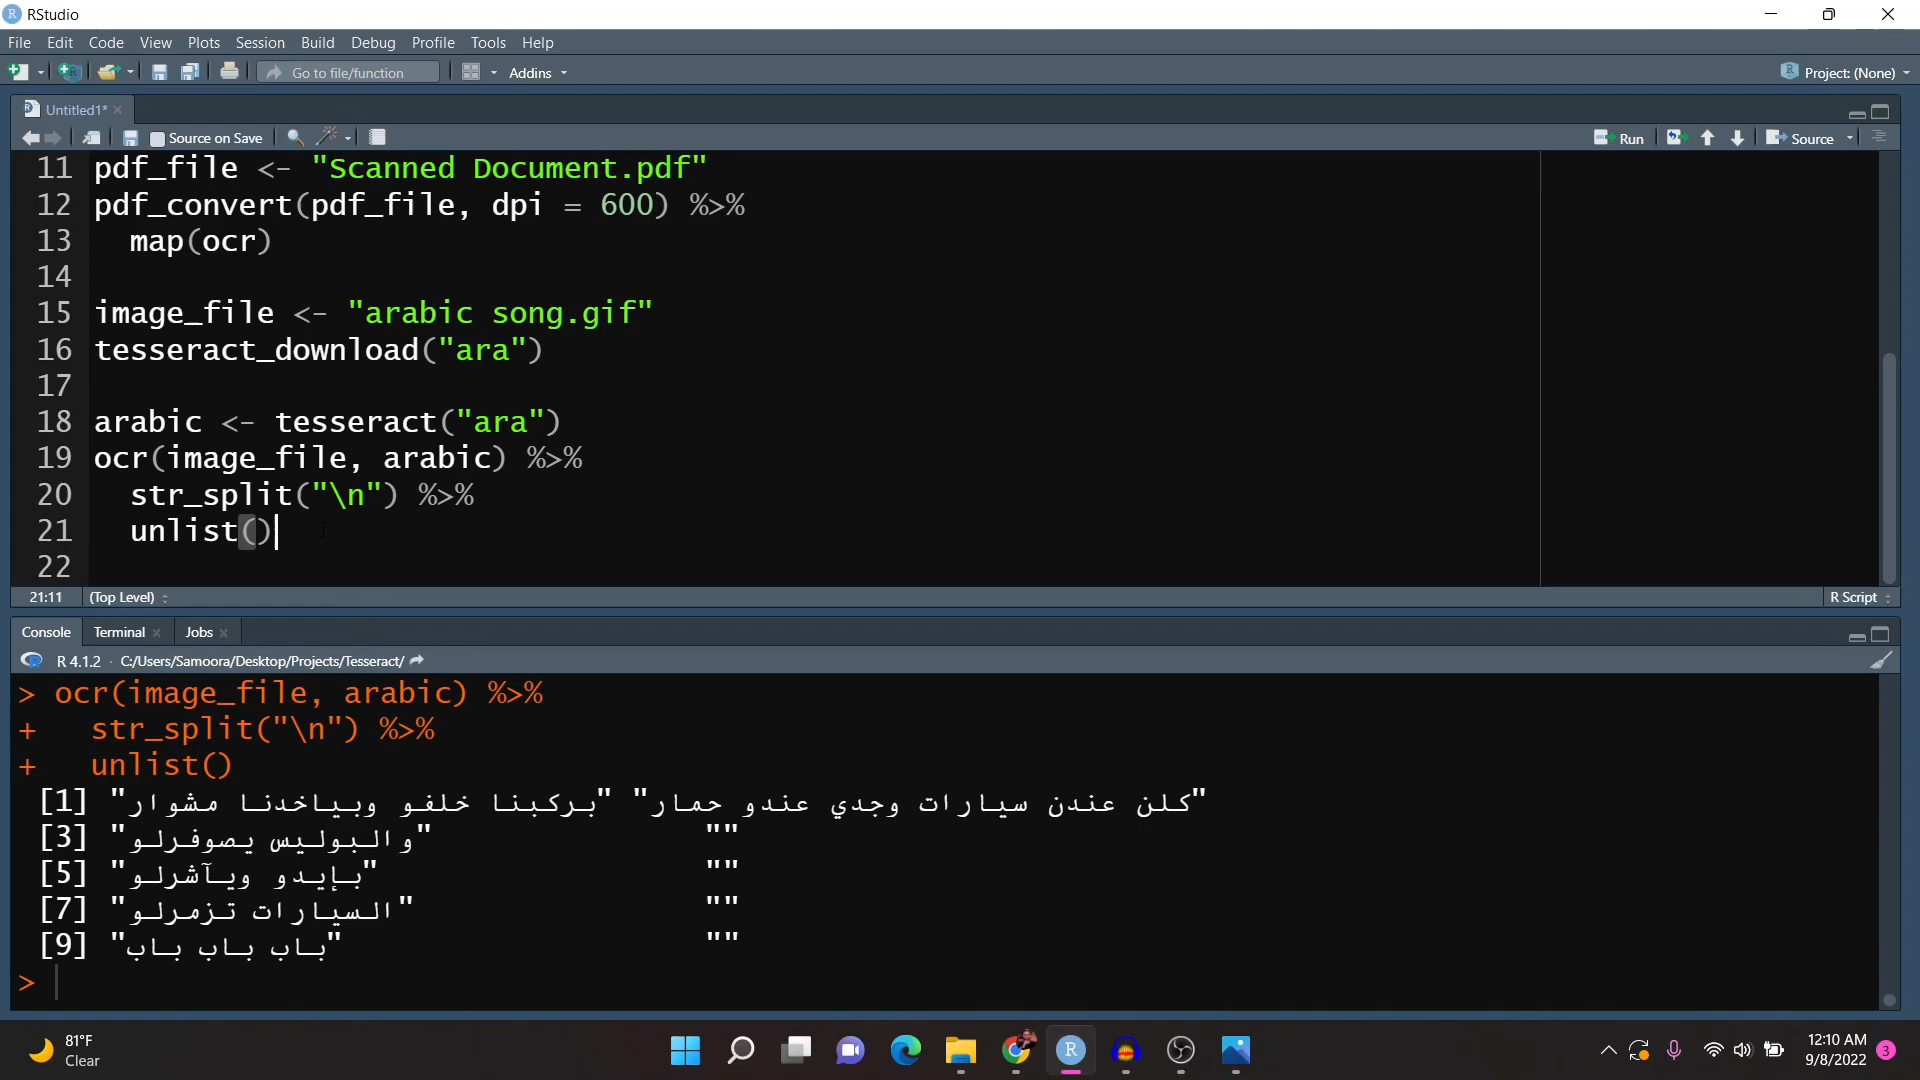 RStudio
File Edit Code View Plots Session Build Debug Profile Tools Help
Go to file/function Addins Project: (None)
Untitled1*
Source on Save Run Source
11 pdf_file <- "Scanned Document.pdf"
12 pdf_convert(pdf_file, dpi = 600) %>%
13 map(ocr)
14
15 image_file <- "arabic song.gif"
16 tesseract_download("ara")
17
18 arabic <- tesseract("ara")
19 ocr(image_file, arabic) %>%
20 str_split("\n") %>%
21 unlist()
22
21:11 (Top Level) R Script
Console Terminal Jobs
R 4.1.2 · C:/Users/Samoora/Desktop/Projects/Tesseract/
> ocr(image_file, arabic) %>%
+ str_split("\n") %>%
+ unlist()
[1] "كلن عندن سيارات وجدي عندو حمار" "بركبنا خلفو وبياخدنا مشوار"
[3] "والبوليس يصوفرلو" ""
[5] "بإيدو ويآشرلو" ""
[7] "السيارات تزمرلو" ""
[9] "باب باب باب" ""
>
81°F
Clear
12:10 AM
9/8/2022 3